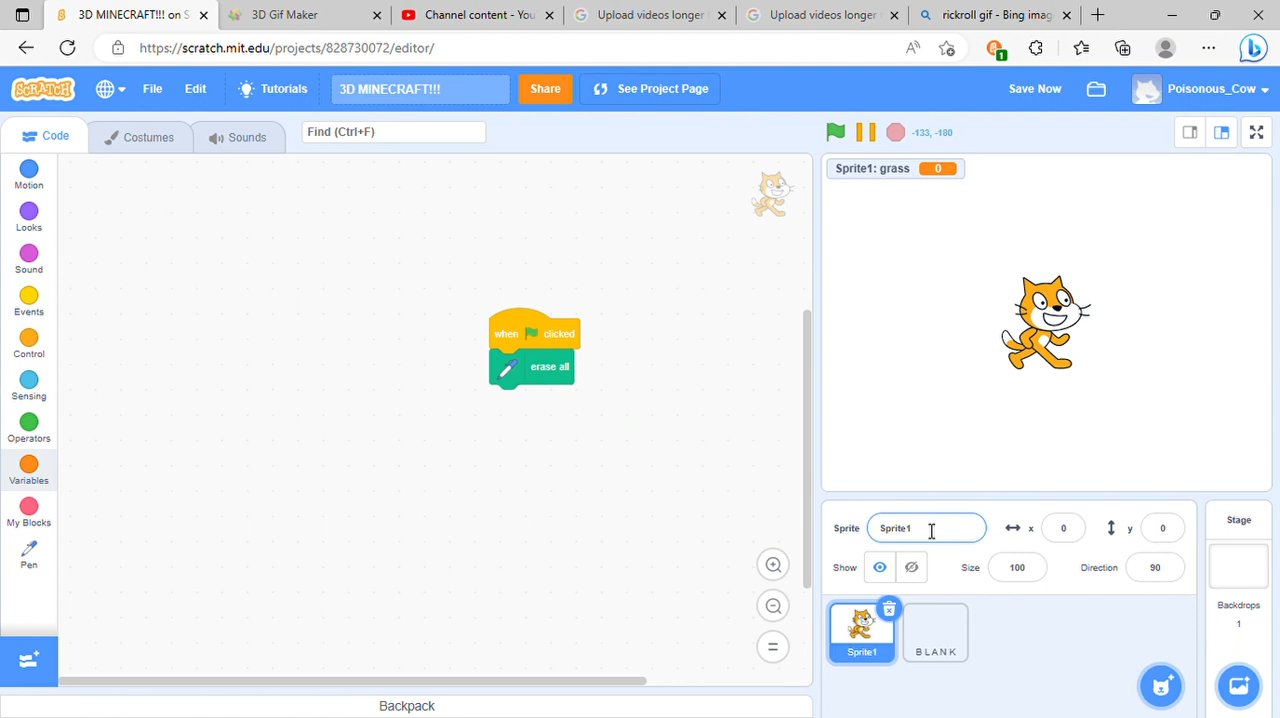 3D MINECRAFT!!! on S
3D Gif Maker
Channel content - You
Upload videos longer t
Upload videos longer t
rickroll gif - Bing imag
https://scratch.mit.edu/projects/828730072/editor/
1
SCRATCH
File
Edit
Tutorials
3D MINECRAFT!!!
Share
See Project Page
Save Now
Poisonous_Cow
Code
Costumes
Sounds
Find (Ctrl+F)
-133, -180
Motion
Looks
Sound
Events
Control
Sensing
Operators
Variables
My Blocks
Pen
when clicked
erase all
Sprite1: grass 0
Sprite Sprite1 x 0 y 0
Show Size 100 Direction 90
Sprite1
BLANK
Stage
Backdrops
1
Backpack